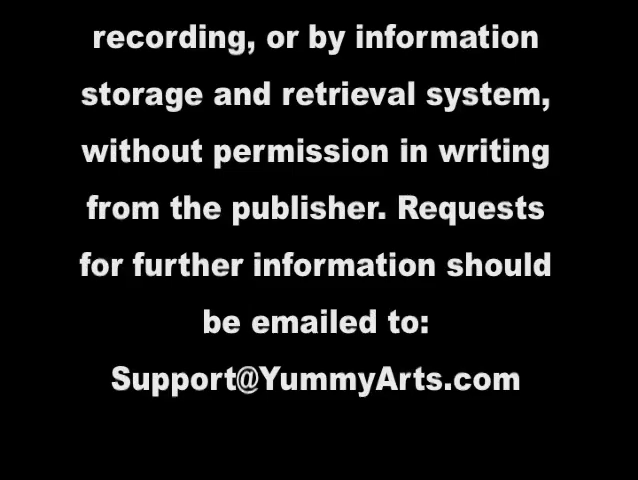 recording, or by information
storage and retrieval system,
without permission in writing
from the publisher. Requests
for further information should
be emailed to:
Support@YummyArts.com